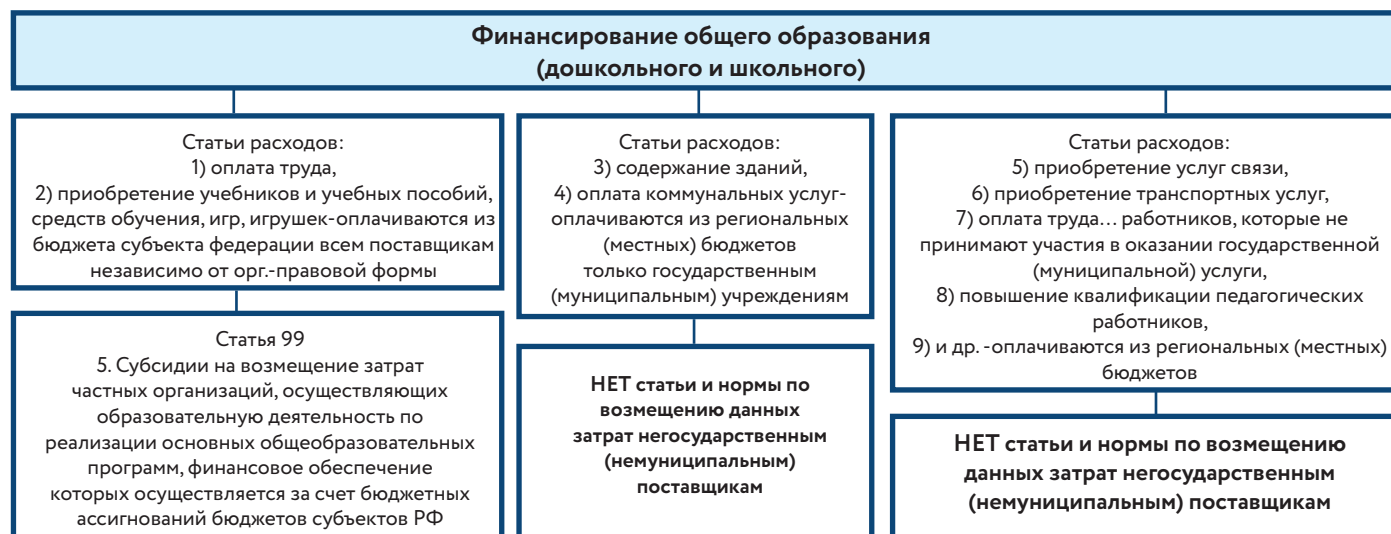 Финансирование общего образования
(дошкольного и школьного)
Статьи расходов:
1) оплата труда,
2) приобретение учебников и учебных пособий,
средств обучения, игр, игрушек-оплачиваются из
бюджета субъекта федерации всем поставщикам
независимо от орг.-правовой формы
Статья 99
5. Субсидии на возмещение затрат
частных организаций, осуществляющих
образовательную деятельность по
реализации основных общеобразовательных
программ, финансовое обеспечение
которых осуществляется за счет бюджетных
ассигнований бюджетов субъектов РФ
Статьи расходов:
3) содержание зданий,
4) оплата коммунальных услуг-
оплачиваются из региональных
(местных) бюджетов
только государственным
(муниципальным) учреждениям
НЕТ статьи и нормы по
возмещению данных
затрат негосударственным
(немуниципальным)
поставщикам
Статьи расходов:
5) приобретение услуг связи,
6) приобретение транспортных услуг,
7) оплата труда... работников, которые не
принимают участия в оказании государственной
(муниципальной) услуги,
8) повышение квалификации педагогических
работников,
9) и др. -оплачиваются из региональных (местных)
бюджетов
НЕТ статьи и нормы по возмещению
данных затрат негосударственным
(немуниципальным) поставщикам